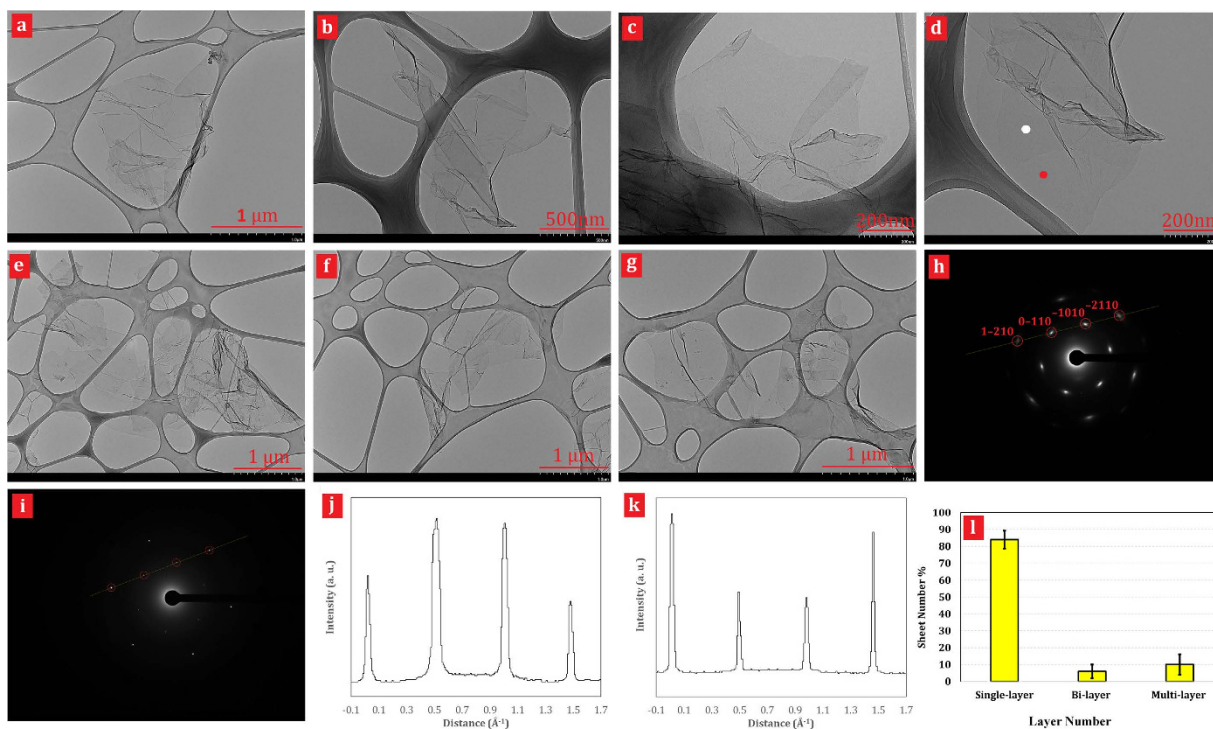 a
1 μm
b
500nm
c
200nm
d
200nm
e
1 μm
f
1 μm
g
1 μm
h
1-210
0-110
-1010
-2110
i
j
Intensity (a. u.)
-0.1 0.1 0.3 0.5 0.7 0.9 1.1 1.3 1.5 1.7
Distance (Å⁻¹)
k
Intensity (a. u.)
-0.1 0.1 0.3 0.5 0.7 0.9 1.1 1.3 1.5 1.7
Distance (Å⁻¹)
l
Sheet Number %
100
90
80
70
60
50
40
30
20
10
0
Single-layer Bi-layer Multi-layer
Layer Number